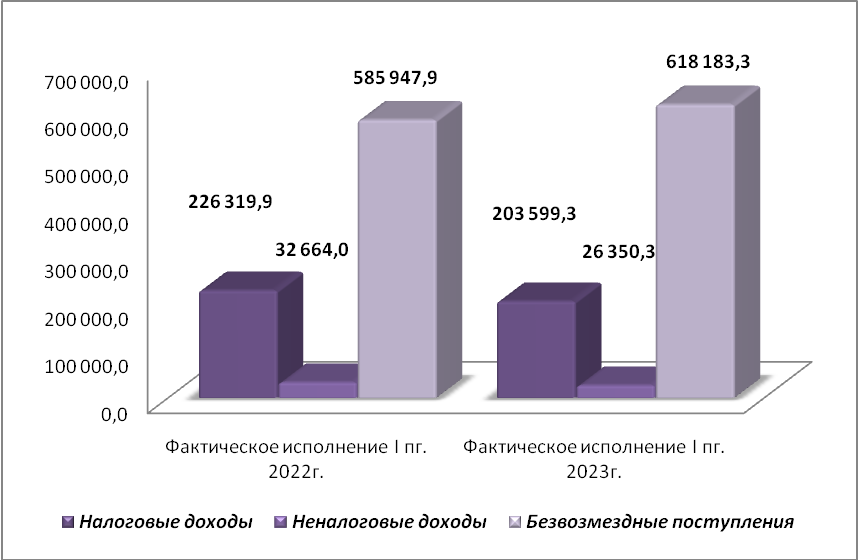 700 000,0
600 000,0
500 000,0
400 000,0
300 000,0
200 000,0
100 000,0
0,0
585 947,9
618 183,3
226 319,9
203 599,3
32 664,0
26 350,3
Фактическое исполнение I пг.
2022г.
Фактическое исполнение I пг.
2023г.
Налоговые доходы
Неналоговые доходы
Безвозмездные поступления